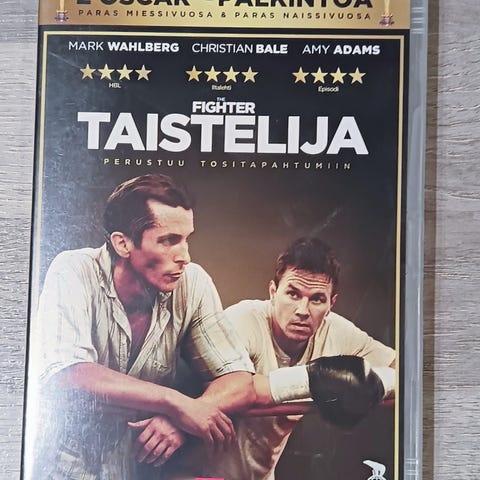 2 OSCAR -PALKINTOA
PARAS MIESSIVUOSA & PARAS NAISSIVUOSA
MARK WAHLBERG CHRISTIAN BALE AMY ADAMS
HBL Iltalehti Episodi
THE
FIGHTER
TAISTELIJA
PERUSTUU TOSITAPAHTUMIIN